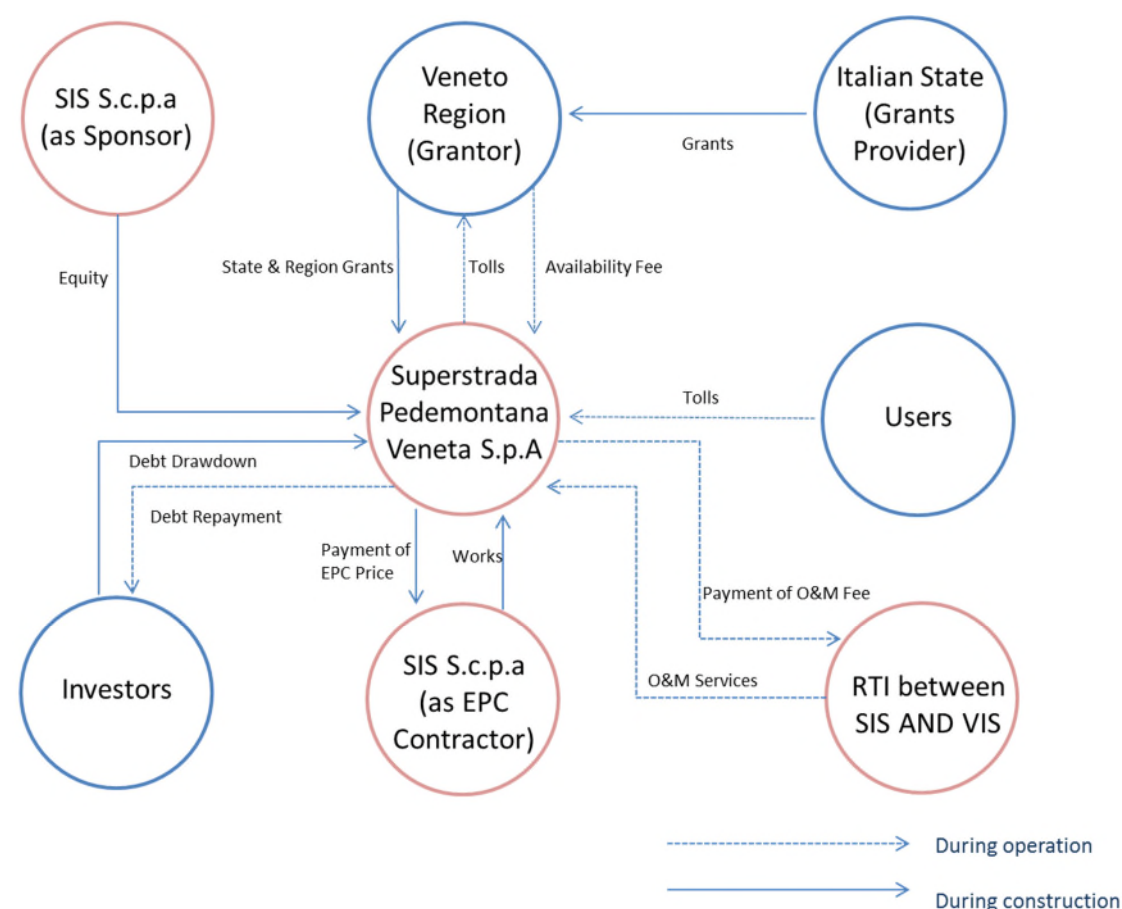 SIS S.c.p.a
(as Sponsor)
Veneto
Region
(Grantor)
Italian State
(Grants
Provider)
Grants
Equity
State & Region Grants
Tolls
Availability Fee
Superstrada
Pedemontana
Veneta S.p.A
Tolls
Users
Debt Drawdown
Debt Repayment
Payment of
EPC Price
Works
Payment of O&M Fee
O&M Services
Investors
SIS S.c.p.a
(as EPC
Contractor)
RTI between
SIS AND VIS
During operation
During construction